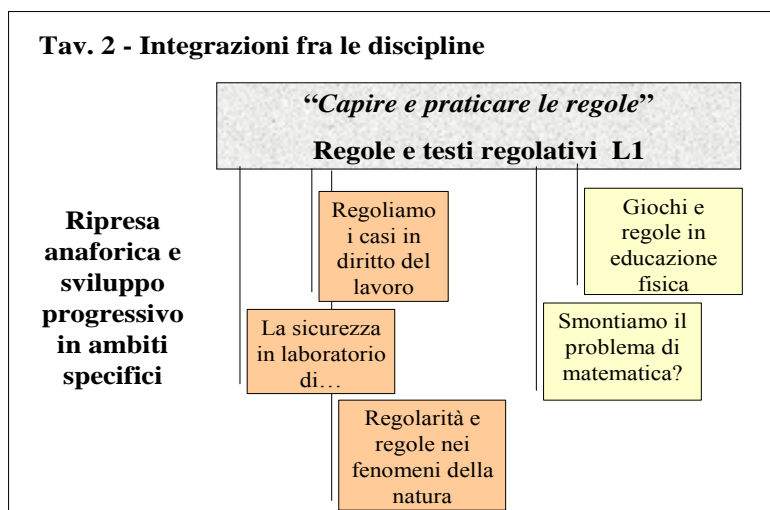 Tav. 2 - Integrazioni fra le discipline
“Capire e praticare le regole”
Regole e testi regolativi L1
Ripresa
anaforica e
sviluppo
progressivo
in ambiti
specifici
Regoliamo
i casi in
diritto del
lavoro
Giochi e
regole in
educazione
fisica
La sicurezza
in laboratorio
di…
Smontiamo il
problema di
matematica?
Regolarità e
regole nei
fenomeni della
natura